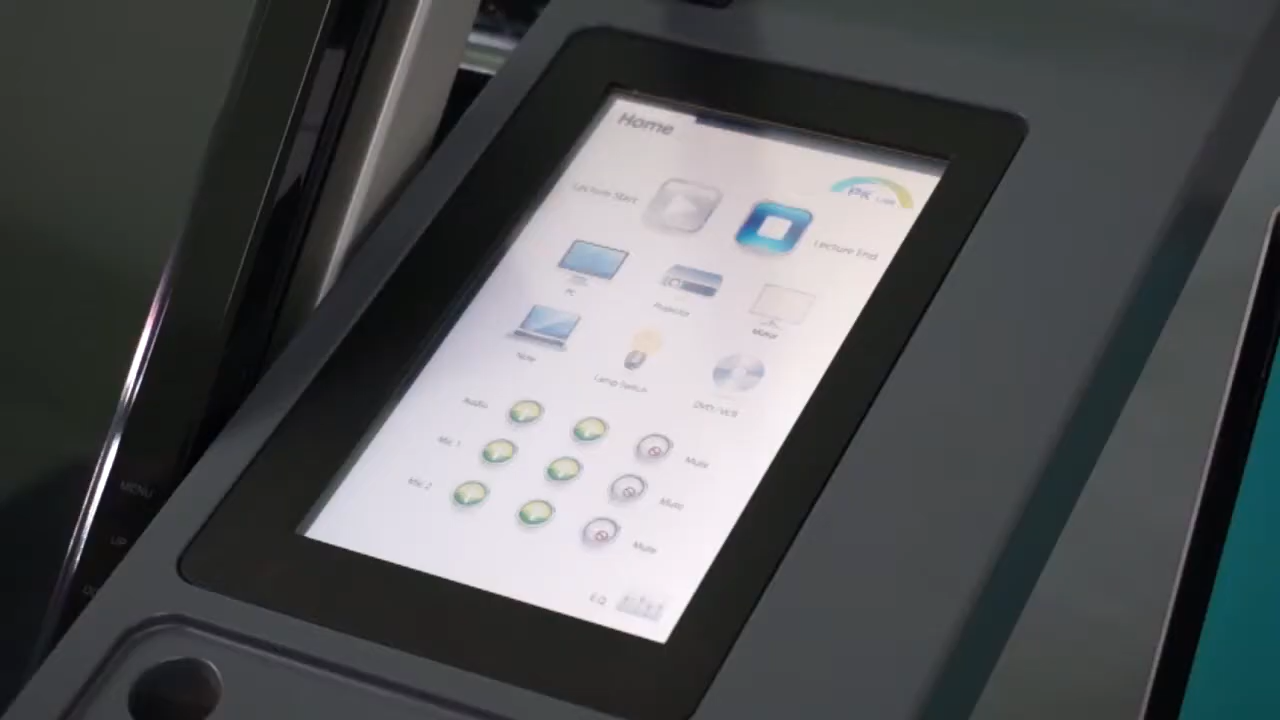 Home
Lecture Start
Lecture End
PC
Projector
Note
Lamp Switch
DVD/VCR
Audio
Mute
Mic 1
Mute
Mic 2
Mute
EQ
MENU
UP